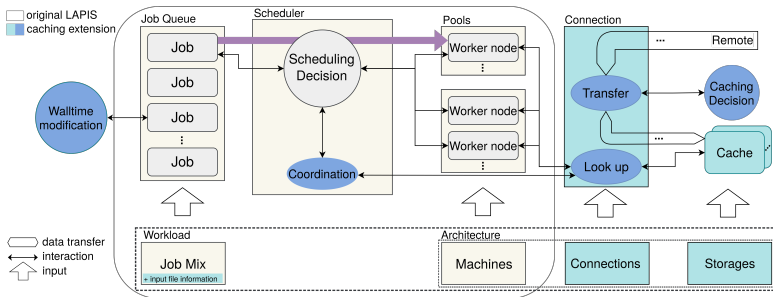 original LAPIS
caching extension
Job Queue
Scheduler
Pools
Connection
Job
Job
Job
Job
Scheduling
Decision
Coordination
Worker node
Worker node
Worker node
Remote
Transfer
Caching
Decision
Look up
Cache
Walltime
modification
data transfer
interaction
input
Workload
Job Mix
+ input file information
Architecture
Machines
Connections
Storages